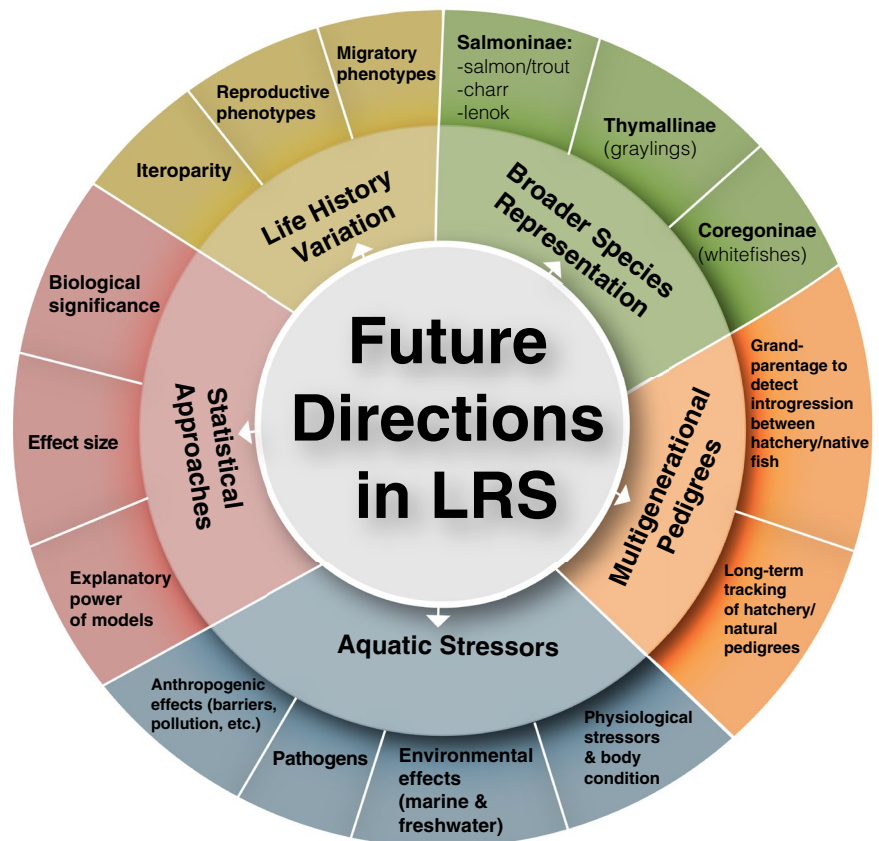 Future
Directions
in LRS
Life History
Variation
Iteroparity
Reproductive
phenotypes
Migratory
phenotypes
Broader Species
Representation
Salmoninae:
-salmon/trout
-charr
-lenok
Thymallinae
(graylings)
Coregoninae
(whitefishes)
Multigenerational
Pedigrees
Grand-
parentage to
detect
introgression
between
hatchery/native
fish
Long-term
tracking
of hatchery/
natural
pedigrees
Aquatic Stressors
Physiological
stressors
& body
condition
Environmental
effects
(marine &
freshwater)
Pathogens
Anthropogenic
effects (barriers,
pollution, etc.)
Statistical
Approaches
Explanatory
power
of models
Effect size
Biological
significance